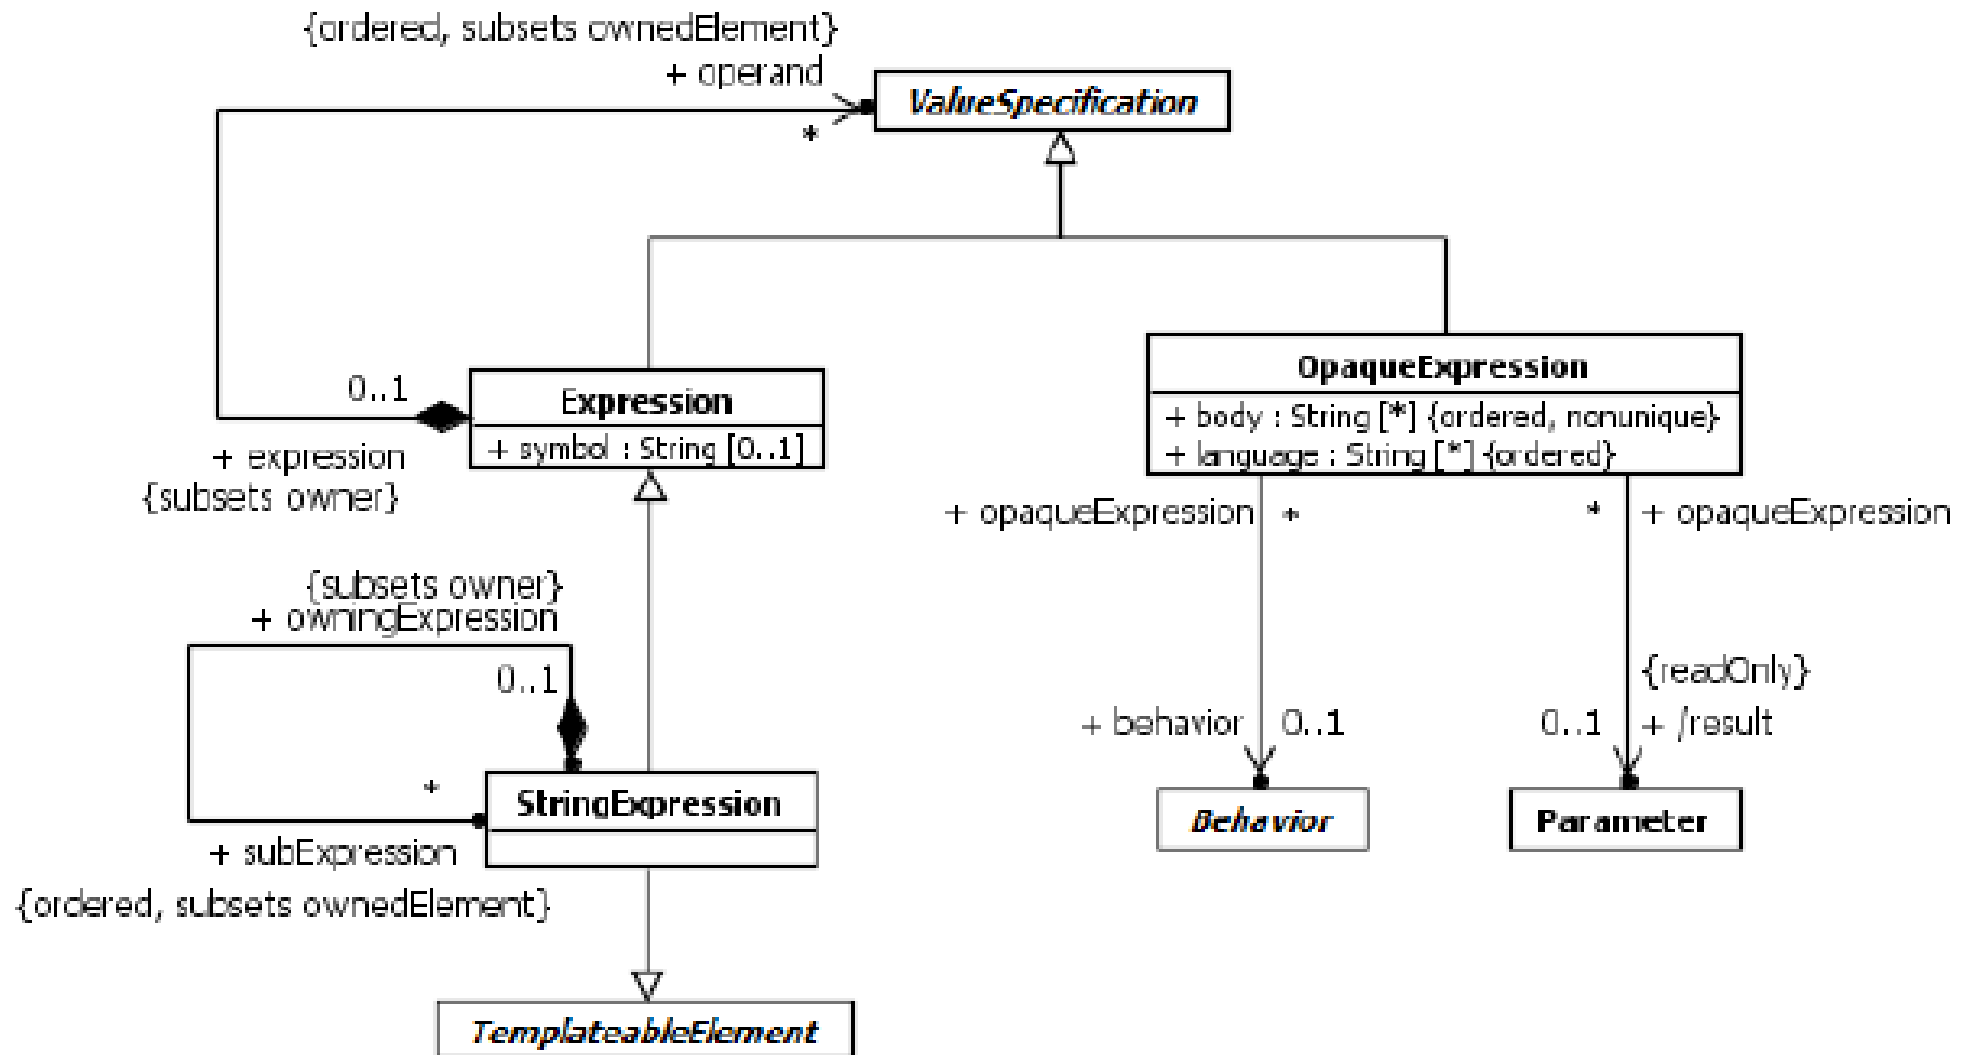 {ordered, subsets ownedElement}
+ operand
ValueSpecification
*
0..1
Expression
+ symbol : String [0..1]
+ expression
{subsets owner}
OpaqueExpression
+ body : String [*] {ordered, nonunique}
+ language : String [*] {ordered}
+ opaqueExpression
*
*
+ opaqueExpression
{subsets owner}
+ owningExpression
0..1
{readOnly}
+ behavior
0..1
0..1
+ /result
*
StringExpression
+ subExpression
{ordered, subsets ownedElement}
Behavior
Parameter
TemplateableElement